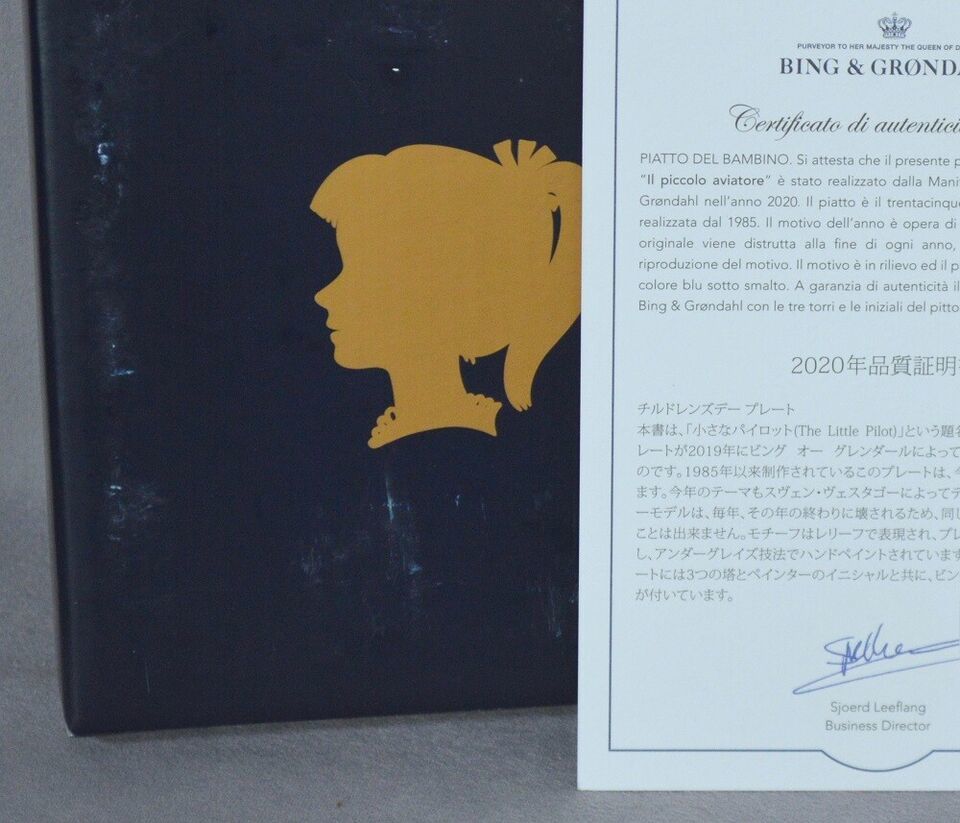 PURVEYOR TO HER MAJESTY THE QUEEN OF D
BING & GRØNDA
Certificato di autentici
PIATTO DEL BAMBINO. Si attesta che il presente p
"Il piccolo aviatore" è stato realizzato dalla Mani
Grøndahl nell'anno 2020. Il piatto è il trentacinque
realizzata dal 1985. Il motivo dell'anno è opera di
originale viene distrutta alla fine di ogni anno,
riproduzione del motivo. Il motivo è in rilievo ed il p
colore blu sotto smalto. A garanzia di autenticità il
Bing & Grøndahl con le tre torri e le iniziali del pitto
2020年品質証明
チルドレンズデー プレート
本書は、「小さなパイロット(The Little Pilot)」という題名
レートが2019年にビング オー グレンダールによって
のです。1985年以来制作されているこのプレートは、今
ます。今年のテーマもスヴェン・ヴェスタゴーによってデ
ーモデルは、毎年、その年の終わりに壊されるため、同じ
ことは出来ません。モチーフはレリーフで表現され、プレ
し、アンダーグレイズ技法でハンドペイントされています
ートには3つの塔とペインターのイニシャルと共に、ビン
が付いています。
Sjoerd Leeflang
Business Director